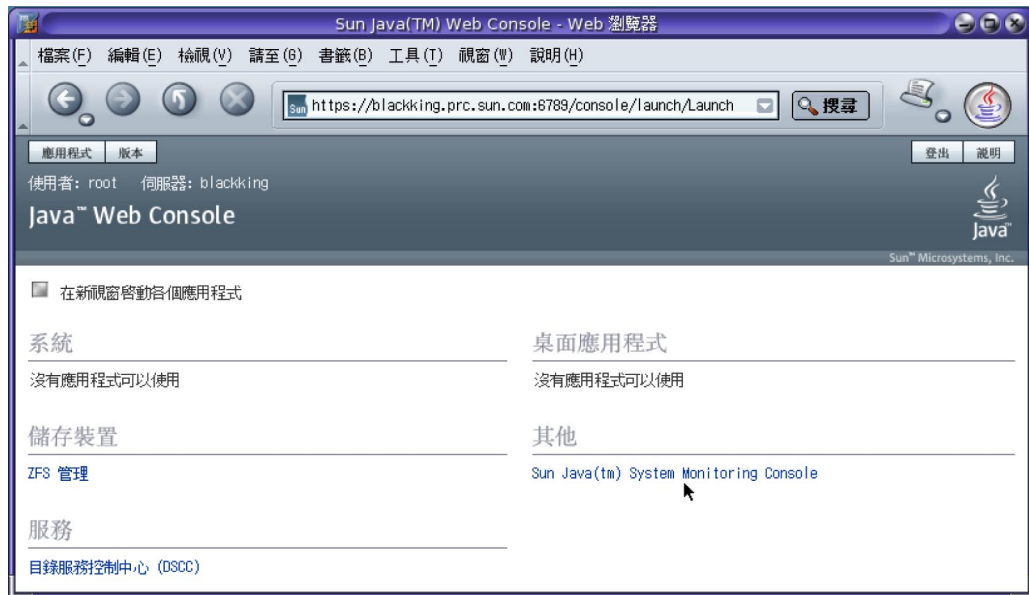 Sun Java(TM) Web Console - Web 瀏覽器
檔案(F) 編輯(E) 檢視(V) 請至(G) 書籤(B) 工具(T) 視窗(W) 說明(H)
Sun https://blackking.prc.sun.com:6789/console/launch/Launch 搜尋
應用程式 版本 登出 說明
使用者: root 伺服器: blackking
Java™ Web Console
Java™
Sun™ Microsystems, Inc.
在新視窗啟動各個應用程式
系統
沒有應用程式可以使用
儲存裝置
ZFS 管理
服務
目錄服務控制中心 (DSCC)
桌面應用程式
沒有應用程式可以使用
其他
Sun Java(tm) System Monitoring Console